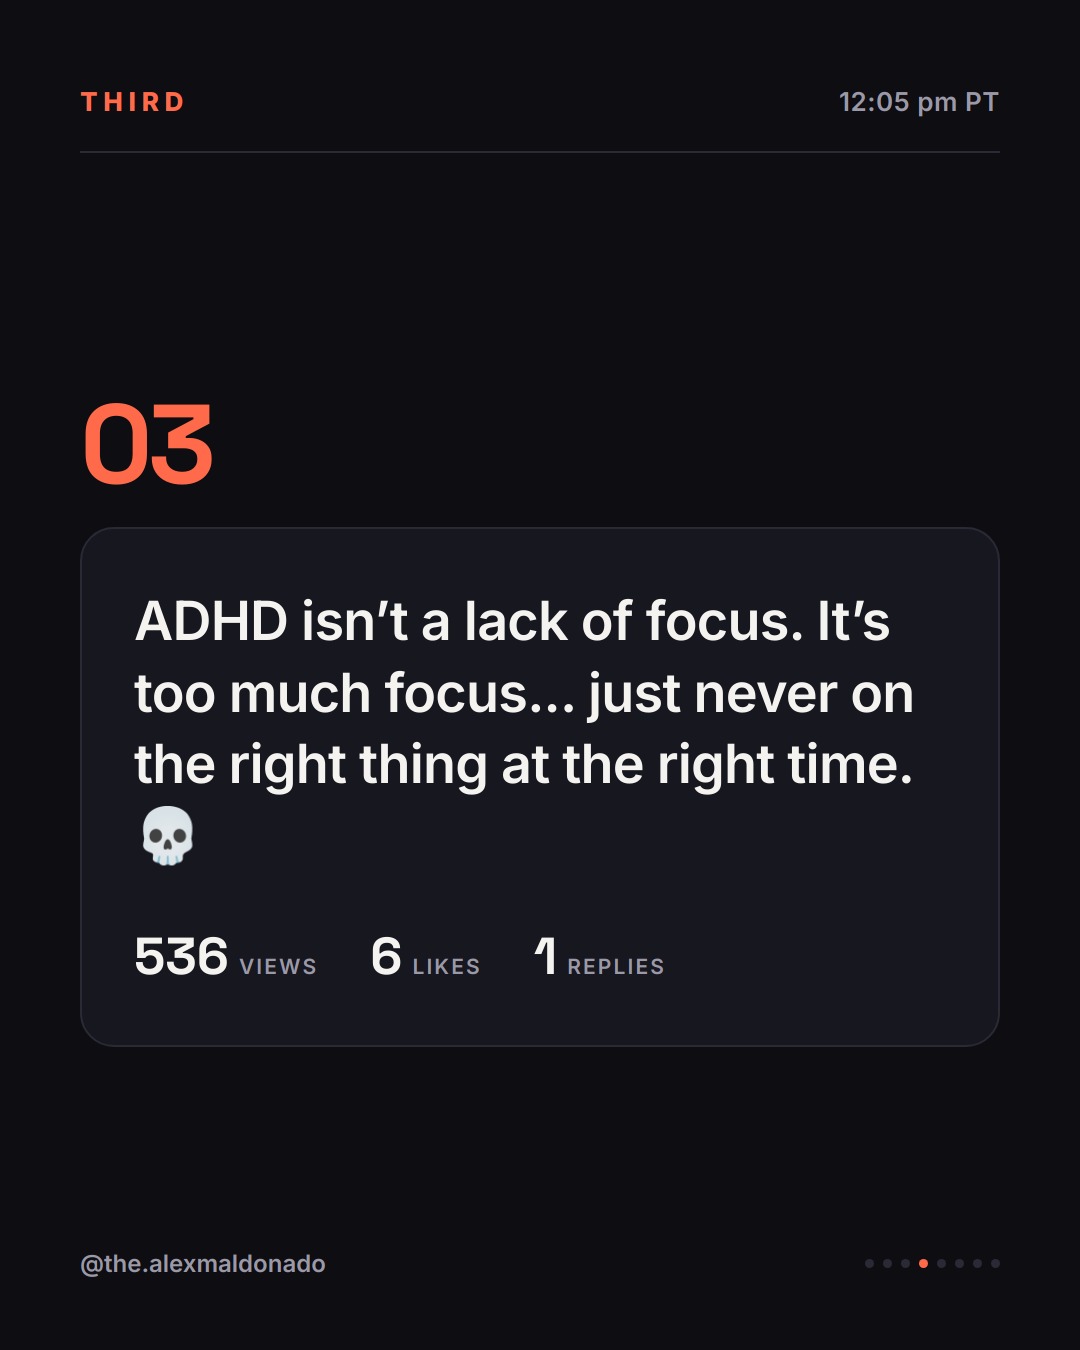 THIRD
12:05 pm PT
03
ADHD isn’t a lack of focus. It’s
too much focus... just never on
the right thing at the right time.
💀
536 VIEWS 6 LIKES 1 REPLIES
@the.alexmaldonado